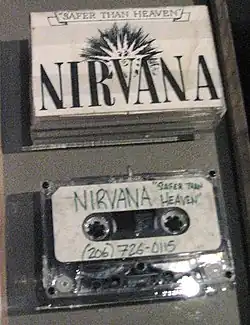 "SAFER THAN HEAVEN"
NIRVANA
NIRVANA "SAFER THAN
HEAVEN"
(206) 726-0115